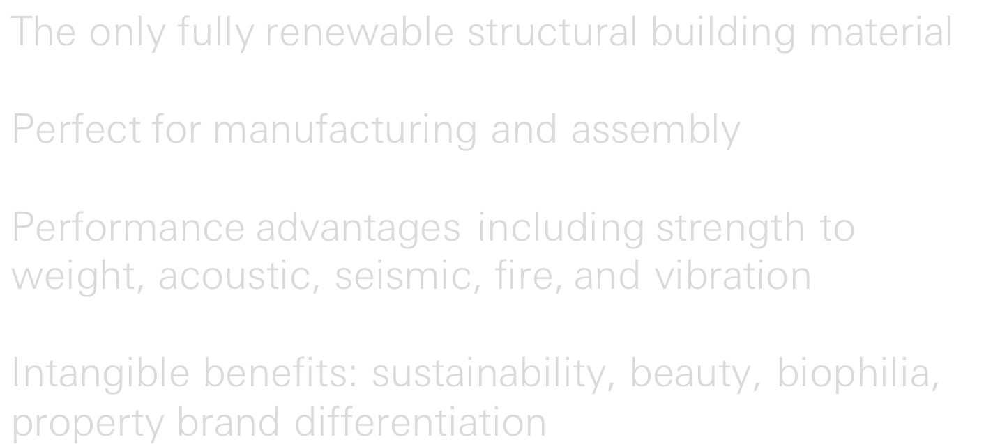 The only fully renewable structural building material
Perfect for manufacturing and assembly
Performance advantages including strength to
weight, acoustic, seismic, fire, and vibration
Intangible benefits: sustainability, beauty, biophilia,
property brand differentiation